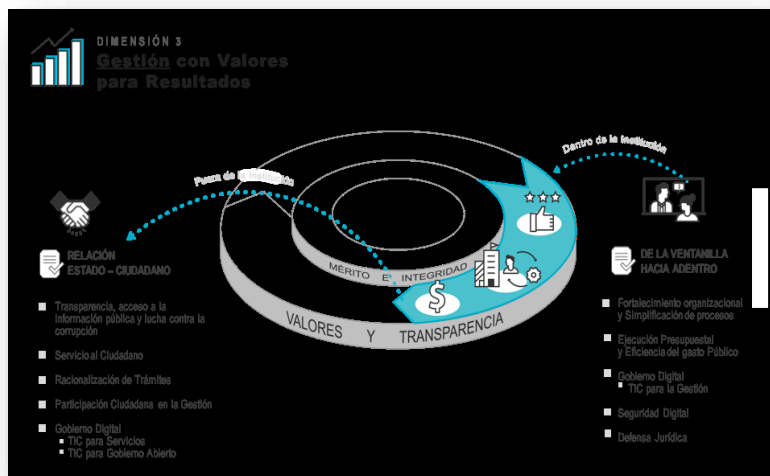 DIMENSIÓN 3
Gestión con Valores
para Resultados
Fuera de la Institución
Dentro de la Institución
RELACIÓN
ESTADO – CIUDADANO
Transparencia, acceso a la
información pública y lucha contra la
corrupción
Servicio al Ciudadano
Racionalización de Trámites
Participación Ciudadana en la Gestión
Gobierno Digital
TIC para Servicios
TIC para Gobierno Abierto
MÉRITO E INTEGRIDAD
VALORES Y TRANSPARENCIA
$
DE LA VENTANILLA
HACIA ADENTRO
Fortalecimiento organizacional
y Simplificación de procesos
Ejecución Presupuestal
y Eficiencia del gasto Público
Gobierno Digital
TIC para la Gestión
Seguridad Digital
Defensa Jurídica